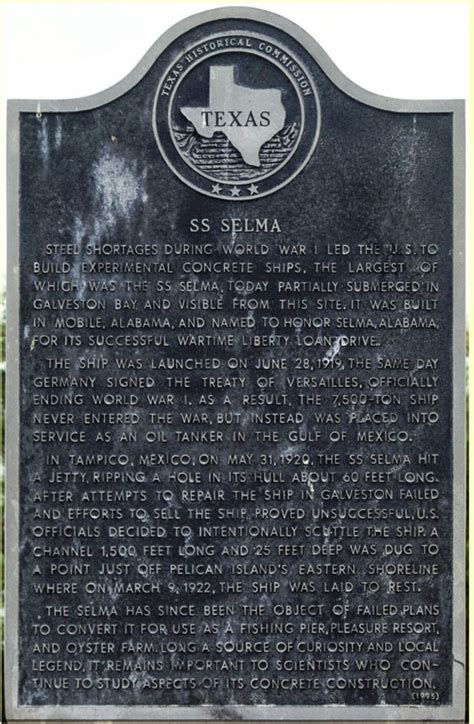 TEXAS HISTORICAL COMMISSION
TEXAS
SS SELMA
STEEL SHORTAGES DURING WORLD WAR I LED THE U.S. TO
BUILD EXPERIMENTAL CONCRETE SHIPS, THE LARGEST OF
WHICH WAS THE SS SELMA, TODAY PARTIALLY SUBMERGED IN
GALVESTON BAY AND VISIBLE FROM THIS SITE. IT WAS BUILT
IN MOBILE, ALABAMA, AND NAMED TO HONOR SELMA, ALABAMA,
FOR ITS SUCCESSFUL WARTIME LIBERTY LOAN DRIVE.
THE SHIP WAS LAUNCHED ON JUNE 28, 1919, THE SAME DAY
GERMANY SIGNED THE TREATY OF VERSAILLES, OFFICIALLY
ENDING WORLD WAR I. AS A RESULT, THE 7,500-TON SHIP
NEVER ENTERED THE WAR, BUT INSTEAD WAS PLACED INTO
SERVICE AS AN OIL TANKER IN THE GULF OF MEXICO.
IN TAMPICO, MEXICO, ON MAY 31, 1920, THE SS SELMA HIT
A JETTY, RIPPING A HOLE IN ITS HULL ABOUT 60 FEET LONG.
AFTER ATTEMPTS TO REPAIR THE SHIP IN GALVESTON FAILED
AND EFFORTS TO SELL THE SHIP PROVED UNSUCCESSFUL, U.S.
OFFICIALS DECIDED TO INTENTIONALLY SCUTTLE THE SHIP. A
CHANNEL 1,500 FEET LONG AND 25 FEET DEEP WAS DUG TO
A POINT JUST OFF PELICAN ISLAND'S EASTERN SHORELINE
WHERE ON MARCH 9, 1922, THE SHIP WAS LAID TO REST.
THE SELMA HAS SINCE BEEN THE OBJECT OF FAILED PLANS
TO CONVERT IT FOR USE AS A FISHING PIER, PLEASURE RESORT,
AND OYSTER FARM. LONG A SOURCE OF CURIOSITY AND LOCAL
LEGEND, IT REMAINS IMPORTANT TO SCIENTISTS WHO CON-
TINUE TO STUDY ASPECTS OF ITS CONCRETE CONSTRUCTION.
(1995)